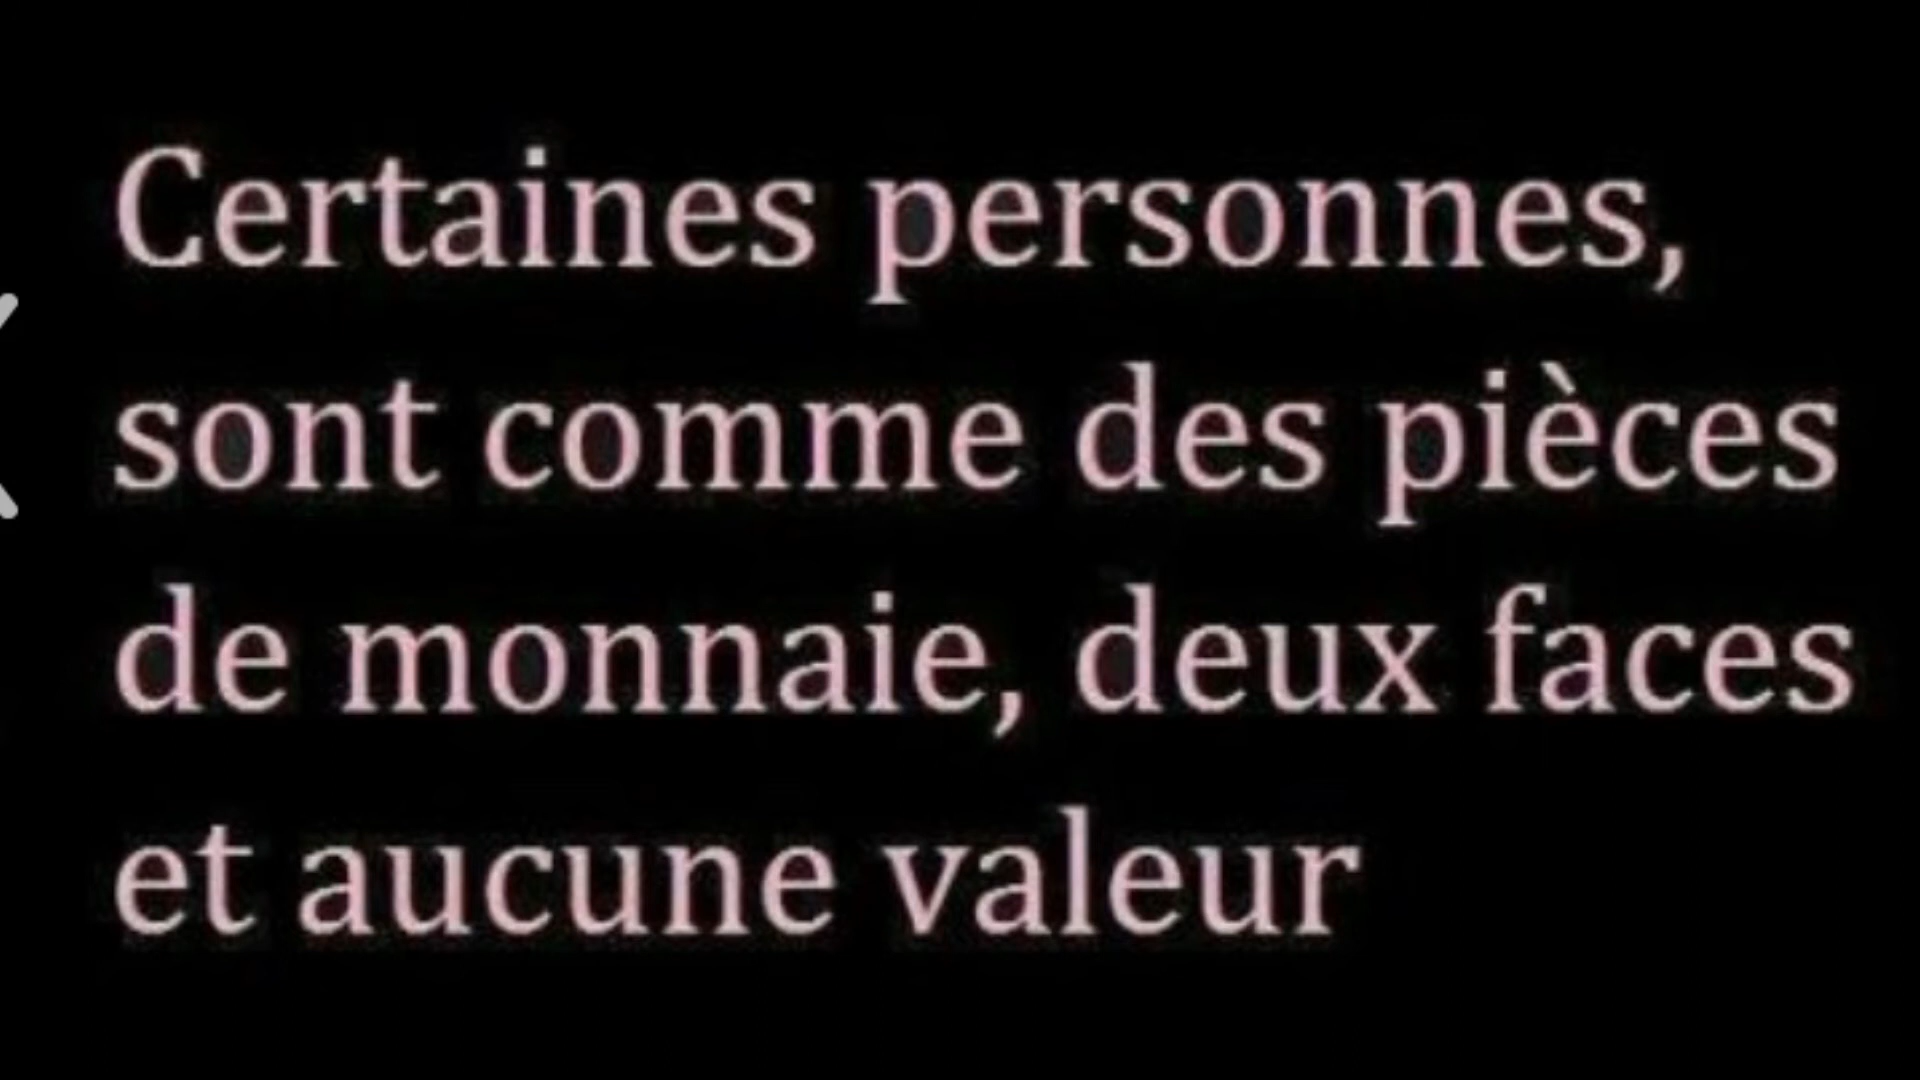 Certaines personnes,
sont comme des pièces
de monnaie, deux faces
et aucune valeur